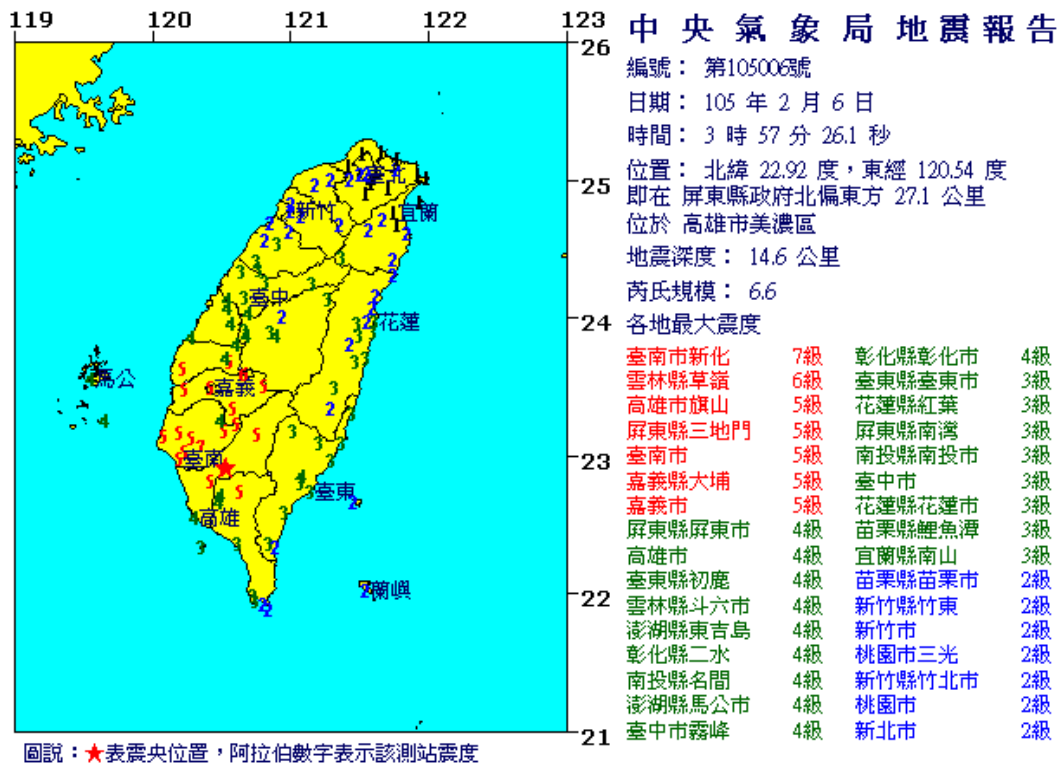 119 120 121 122 123
26
25
24
23
22
21
臺北
新竹
宜蘭
臺中
花蓮
馬公
嘉義
臺南
臺東
高雄
蘭嶼
圖說：★表震央位置，阿拉伯數字表示該測站震度
中央氣象局地震報告
編號： 第105006號
日期： 105 年 2 月 6 日
時間： 3 時 57 分 26.1 秒
位置： 北緯 22.92 度，東經 120.54 度
即在 屏東縣政府北偏東方 27.1 公里
位於 高雄市美濃區
地震深度： 14.6 公里
芮氏規模： 6.6
各地最大震度
臺南市新化 7級 彰化縣彰化市 4級
雲林縣草嶺 6級 臺東縣臺東市 3級
高雄市旗山 5級 花蓮縣紅葉 3級
屏東縣三地門 5級 屏東縣南灣 3級
臺南市 5級 南投縣南投市 3級
嘉義縣大埔 5級 臺中市 3級
嘉義市 5級 花蓮縣花蓮市 3級
屏東縣屏東市 4級 苗栗縣鯉魚潭 3級
高雄市 4級 宜蘭縣南山 3級
臺東縣初鹿 4級 苗栗縣苗栗市 2級
雲林縣斗六市 4級 新竹縣竹東 2級
澎湖縣東吉島 4級 新竹市 2級
彰化縣二水 4級 桃園市三光 2級
南投縣名間 4級 新竹縣竹北市 2級
澎湖縣馬公市 4級 桃園市 2級
臺中市霧峰 4級 新北市 2級